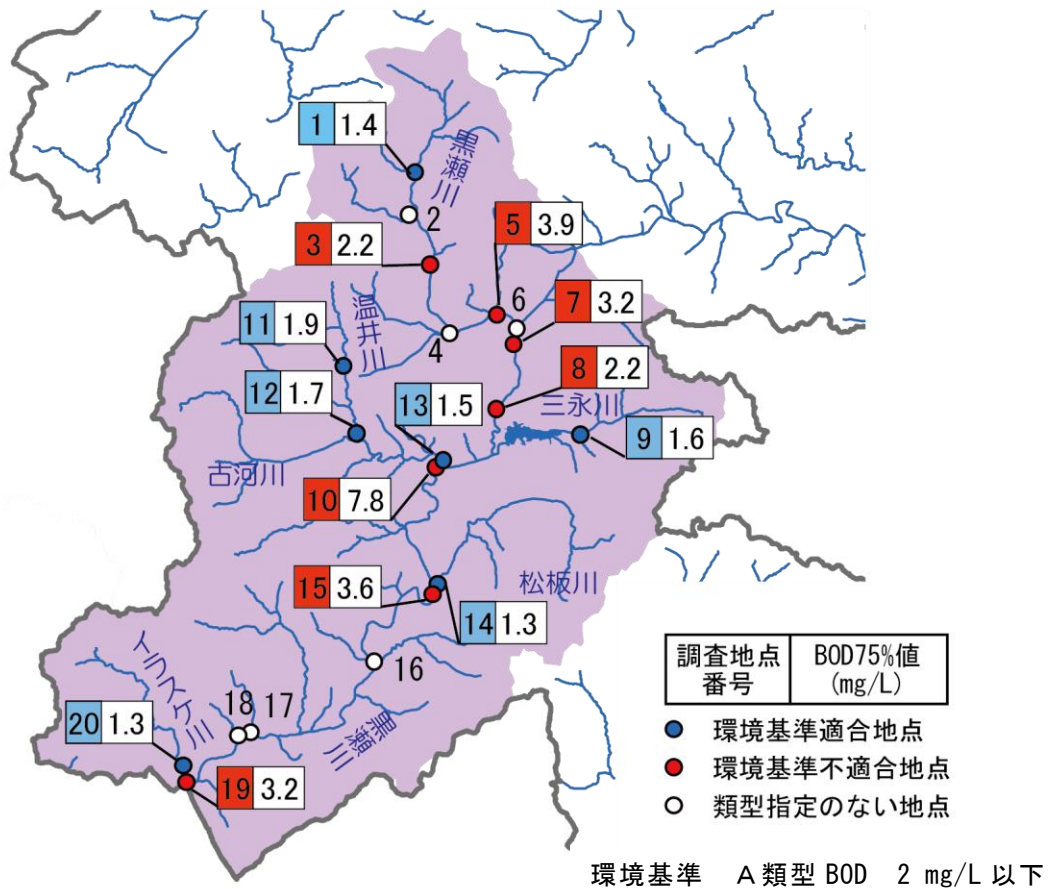 1 1.4
黒瀬川
2
3 2.2
5 3.9
6
7 3.2
温井川
11 1.9
4
8 2.2
12 1.7
13 1.5
三永川
9 1.6
古河川
10 7.8
15 3.6
松板川
14 1.3
16
イラスケ川
18 17
黒瀬川
20 1.3
19 3.2
調査地点番号
BOD75%値
(mg/L)
環境基準適合地点
環境基準不適合地点
類型指定のない地点
環境基準 A類型 BOD 2 mg/L 以下